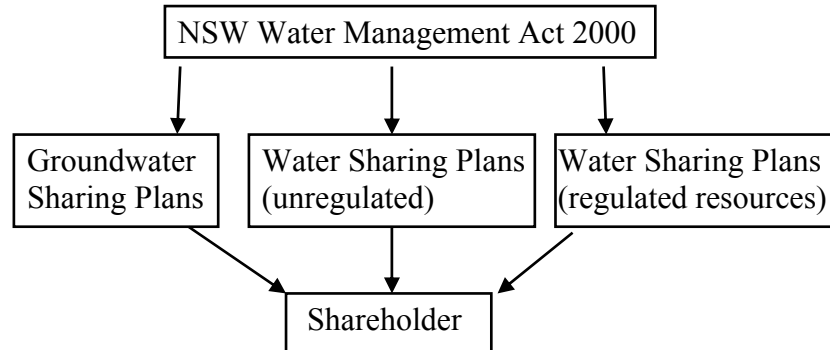 NSW Water Management Act 2000
Groundwater
Sharing Plans
Water Sharing Plans
(unregulated)
Water Sharing Plans
(regulated resources)
Shareholder